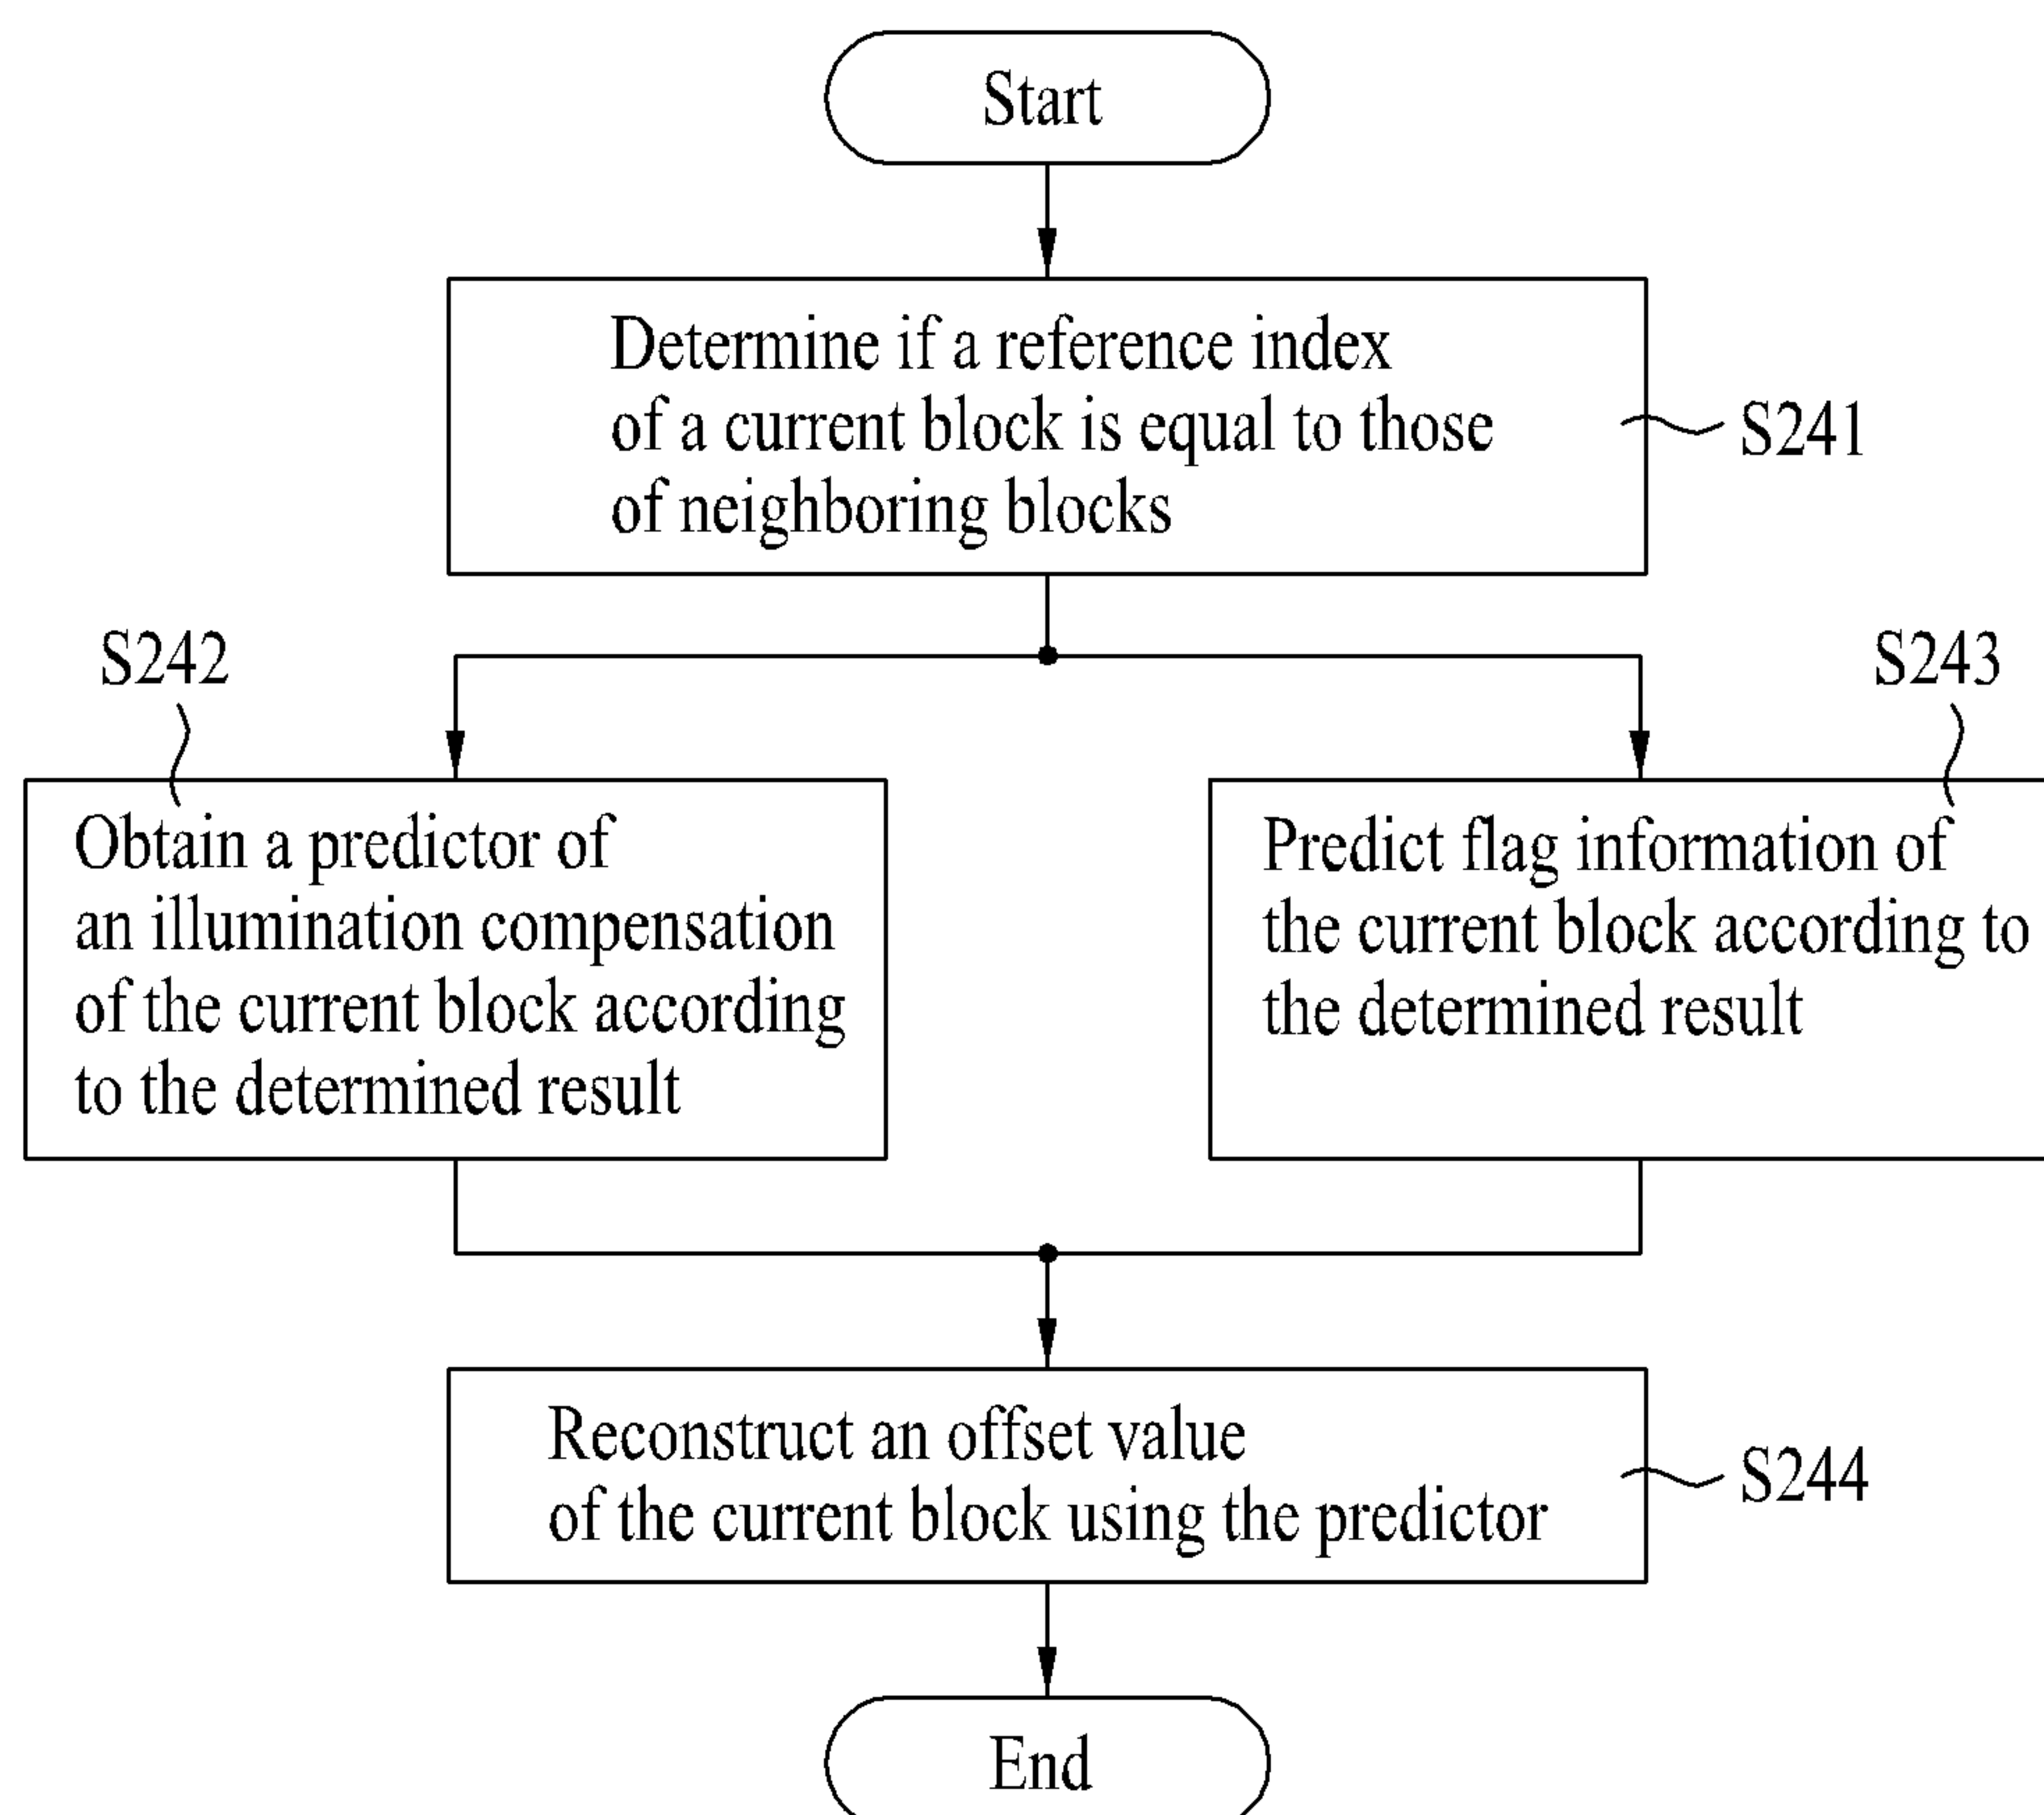 Start
Determine if a reference index
of a current block is equal to those
of neighboring blocks
S241
S242
S243
Obtain a predictor of
an illumination compensation
of the current block according
to the determined result
Predict flag information of
the current block according to
the determined result
Reconstruct an offset value
of the current block using the predictor
S244
End